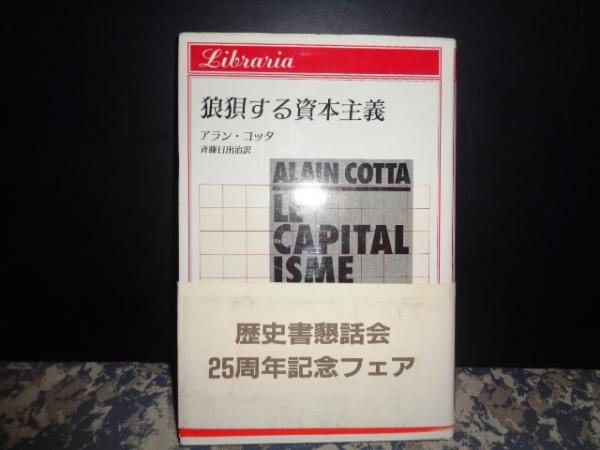 Libraria
狼狽する資本主義
アラン・コッタ
斉藤日出治訳
ALAIN COTTA
LE
CAPITAL
ISME
歴史書懇話会
25周年記念フェア